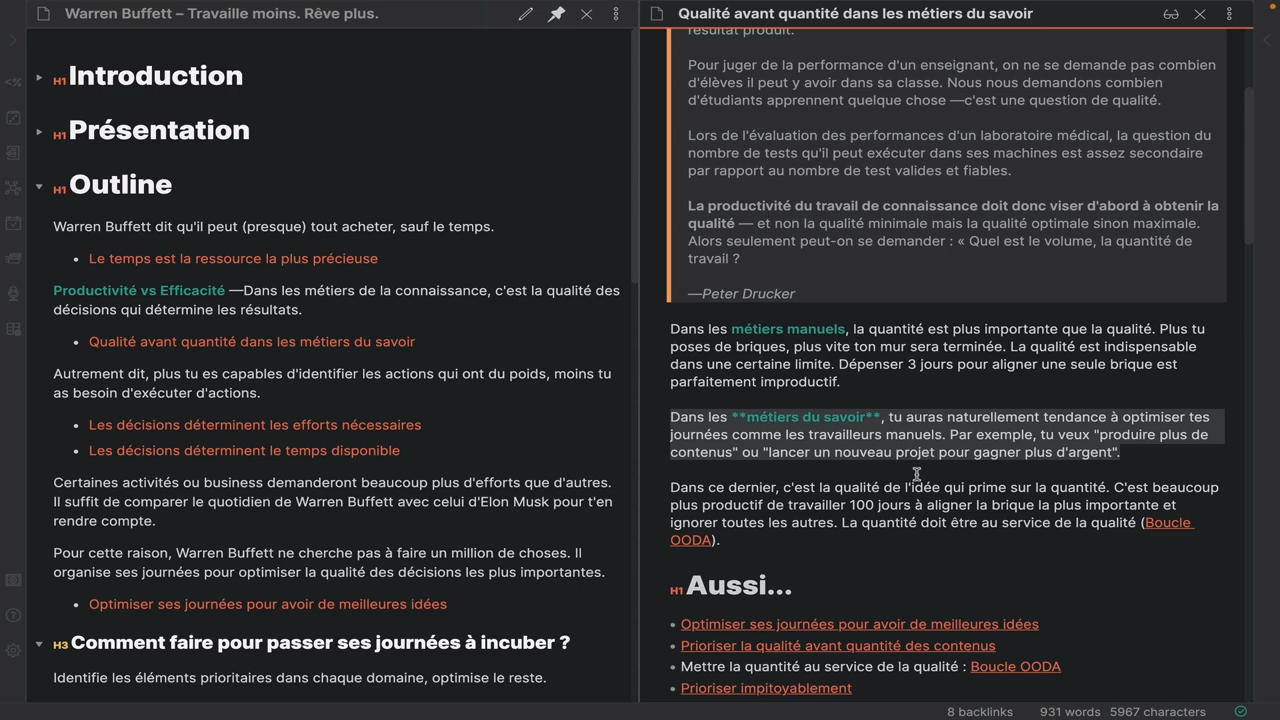 Warren Buffett – Travaille moins. Rêve plus.
H1 Introduction
H1 Présentation
H1 Outline
Warren Buffett dit qu'il peut (presque) tout acheter, sauf le temps.
• Le temps est la ressource la plus précieuse
Productivité vs Efficacité —Dans les métiers de la connaissance, c'est la qualité des
décisions qui détermine les résultats.
• Qualité avant quantité dans les métiers du savoir
Autrement dit, plus tu es capables d'identifier les actions qui ont du poids, moins tu
as besoin d'exécuter d'actions.
• Les décisions déterminent les efforts nécessaires
• Les décisions déterminent le temps disponible
Certaines activités ou business demanderont beaucoup plus d'efforts que d'autres.
Il suffit de comparer le quotidien de Warren Buffett avec celui d'Elon Musk pour t'en
rendre compte.
Pour cette raison, Warren Buffett ne cherche pas à faire un million de choses. Il
organise ses journées pour optimiser la qualité des décisions les plus importantes.
• Optimiser ses journées pour avoir de meilleures idées
H3 Comment faire pour passer ses journées à incuber ?
Identifie les éléments prioritaires dans chaque domaine, optimise le reste.
Qualité avant quantité dans les métiers du savoir
résultat produit.
Pour juger de la performance d'un enseignant, on ne se demande pas combien
d'élèves il peut y avoir dans sa classe. Nous nous demandons combien
d'étudiants apprennent quelque chose —c'est une question de qualité.
Lors de l'évaluation des performances d'un laboratoire médical, la question du
nombre de tests qu'il peut exécuter dans ses machines est assez secondaire
par rapport au nombre de test valides et fiables.
La productivité du travail de connaissance doit donc viser d'abord à obtenir la
qualité — et non la qualité minimale mais la qualité optimale sinon maximale.
Alors seulement peut-on se demander : « Quel est le volume, la quantité de
travail ?
—Peter Drucker
Dans les métiers manuels, la quantité est plus importante que la qualité. Plus tu
poses de briques, plus vite ton mur sera terminée. La qualité est indispensable
dans une certaine limite. Dépenser 3 jours pour aligner une seule brique est
parfaitement improductif.
Dans les **métiers du savoir**, tu auras naturellement tendance à optimiser tes
journées comme les travailleurs manuels. Par exemple, tu veux "produire plus de
contenus" ou "lancer un nouveau projet pour gagner plus d'argent".
Dans ce dernier, c'est la qualité de l'idée qui prime sur la quantité. C'est beaucoup
plus productif de travailler 100 jours à aligner la brique la plus importante et
ignorer toutes les autres. La quantité doit être au service de la qualité (Boucle
OODA).
H1 Aussi...
• Optimiser ses journées pour avoir de meilleures idées
• Prioriser la qualité avant quantité des contenus
• Mettre la quantité au service de la qualité : Boucle OODA
• Prioriser impitoyablement
8 backlinks 931 words 5967 characters